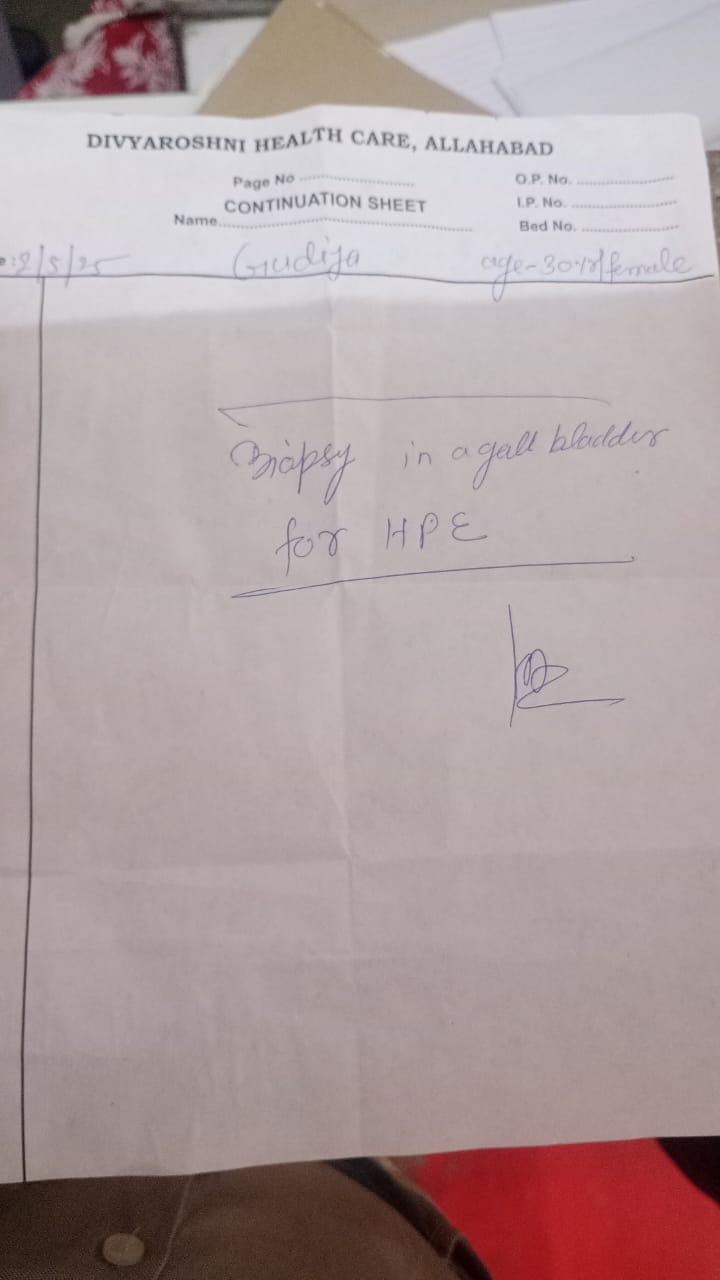 DIVYAROSHNI HEALTH CARE, ALLAHABAD
Page No ....................
O.P. No. ....................
CONTINUATION SHEET
I.P. No. ....................
Name....................
Bed No. ....................
e : 2/5/25 Gudiya age-30yr/female
Biopsy in a gall bladder
for HPE